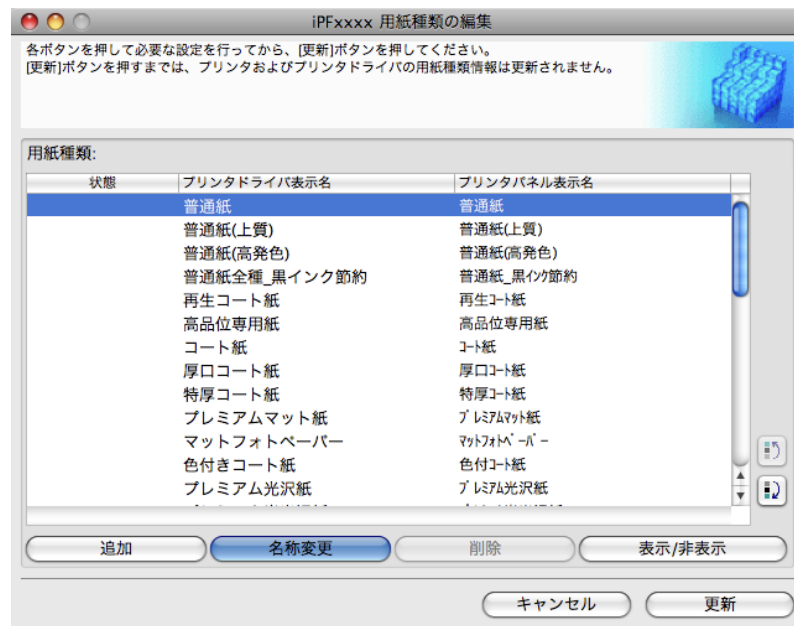 iPFxxxx 用紙種類の編集
各ボタンを押して必要な設定を行ってから、[更新]ボタンを押してください。
[更新]ボタンを押すまでは、プリンタおよびプリンタドライバの用紙種類情報は更新されません。
用紙種類:
状態 プリンタドライバ表示名 プリンタパネル表示名
普通紙 普通紙
普通紙(上質) 普通紙(上質)
普通紙(高発色) 普通紙(高発色)
普通紙全種_黒インク節約 普通紙_黒ｲﾝｸ節約
再生コート紙 再生ｺｰﾄ紙
高品位専用紙 高品位専用紙
コート紙 ｺｰﾄ紙
厚口コート紙 厚口ｺｰﾄ紙
特厚コート紙 特厚ｺｰﾄ紙
プレミアムマット紙 ﾌﾟﾚﾐｱﾑﾏｯﾄ紙
マットフォトペーパー ﾏｯﾄﾌｫﾄﾍﾟｰﾊﾟｰ
色付きコート紙 色付ｺｰﾄ紙
プレミアム光沢紙 ﾌﾟﾚﾐｱﾑ光沢紙
追加 名称変更 削除 表示/非表示
キャンセル 更新